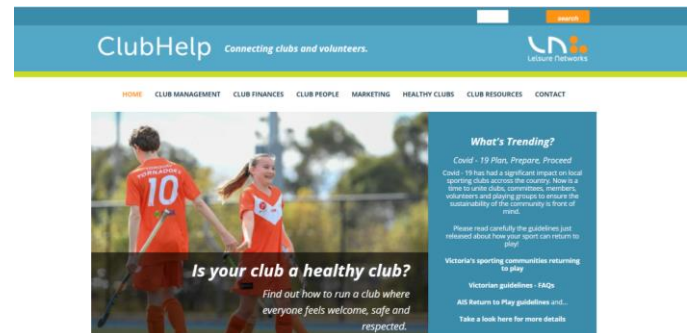 search
ClubHelp Connecting clubs and volunteers.
Leisure Networks
HOME CLUB MANAGEMENT CLUB FINANCES CLUB PEOPLE MARKETING HEALTHY CLUBS CLUB RESOURCES CONTACT
TORNADOES
10
Is your club a healthy club?
Find out how to run a club where
everyone feels welcome, safe and
respected.
What's Trending?
Covid - 19 Plan, Prepare, Proceed
Covid - 19 has had a significant impact on local
sporting clubs accross the country. Now is a
time to unite clubs, committees, members,
volunteers and playing groups to ensure the
sustainability of the community is front of
mind.
Please read carefully the guidelines just
released about how your sport can return to
play!
Victoria's sporting communities returning
to play
Victorian guidelines - FAQs
AIS Return to Play guidelines and...
Take a look here for more details